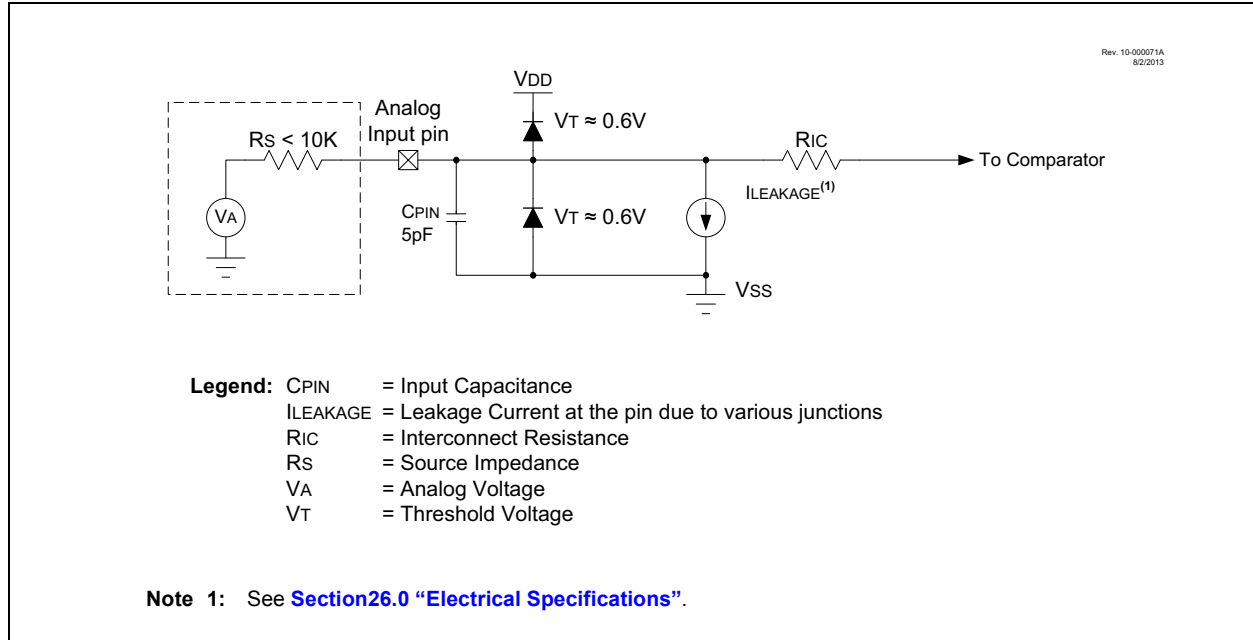 Rev. 10-000071A
8/2/2013
VDD
Analog
Input pin
VT ≈ 0.6V
RS < 10K
RIC
To Comparator
ILEAKAGE(1)
VA
CPIN
5pF
VT ≈ 0.6V
VSS
Legend: CPIN = Input Capacitance
ILEAKAGE = Leakage Current at the pin due to various junctions
RIC = Interconnect Resistance
RS = Source Impedance
VA = Analog Voltage
VT = Threshold Voltage
Note 1: See Section26.0 “Electrical Specifications”.